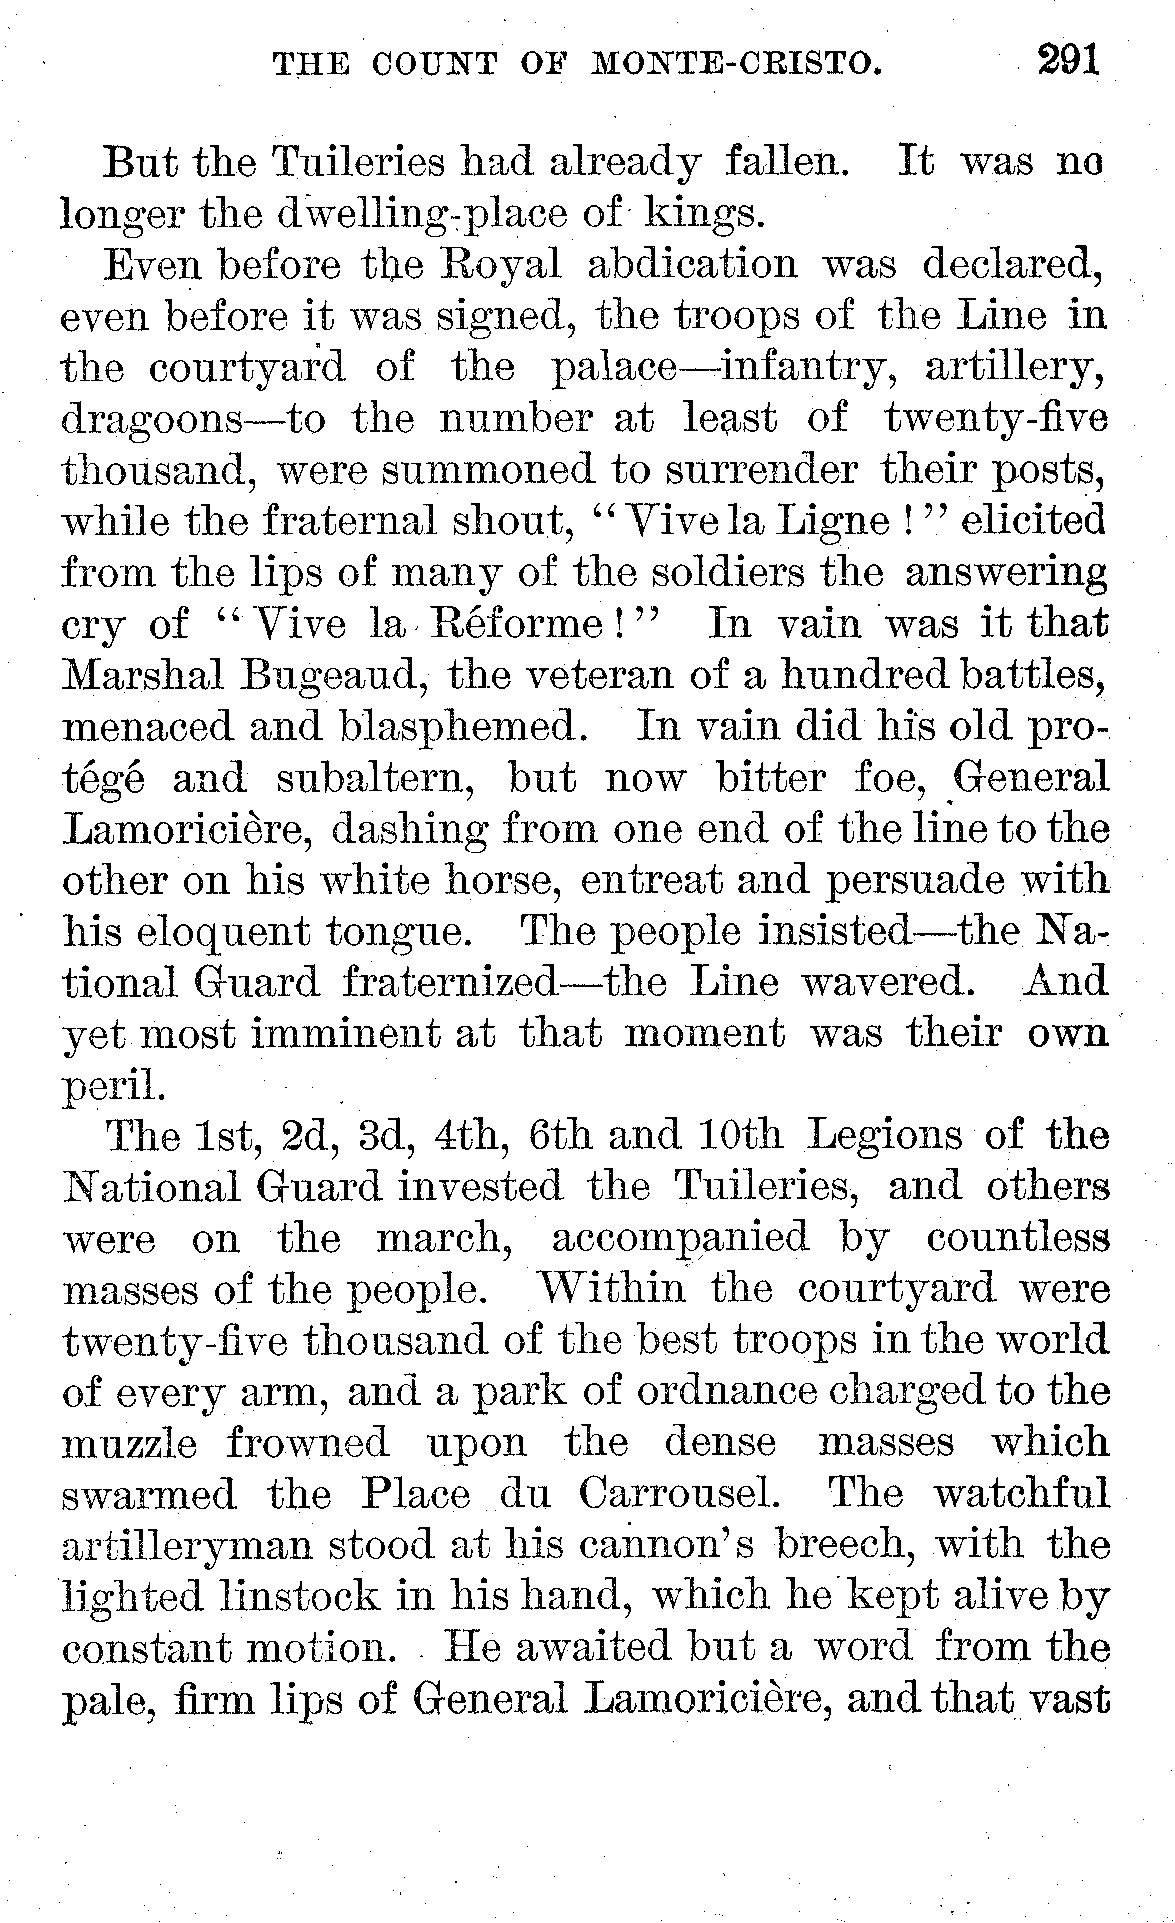 THE COUNT OF MONTE-CRISTO. 291
But the Tuileries had already fallen. It was no
longer the dwelling-place of kings.
Even before the Royal abdication was declared,
even before it was signed, the troops of the Line in
the courtyard of the palace—infantry, artillery,
dragoons—to the number at least of twenty-five
thousand, were summoned to surrender their posts,
while the fraternal shout, “Vive la Ligne!” elicited
from the lips of many of the soldiers the answering
cry of “Vive la Réforme!” In vain was it that
Marshal Bugeaud, the veteran of a hundred battles,
menaced and blasphemed. In vain did his old pro-
tégé and subaltern, but now bitter foe, General
Lamoricière, dashing from one end of the line to the
other on his white horse, entreat and persuade with
his eloquent tongue. The people insisted—the Na-
tional Guard fraternized—the Line wavered. And
yet most imminent at that moment was their own
peril.
The 1st, 2d, 3d, 4th, 6th and 10th Legions of the
National Guard invested the Tuileries, and others
were on the march, accompanied by countless
masses of the people. Within the courtyard were
twenty-five thousand of the best troops in the world
of every arm, and a park of ordnance charged to the
muzzle frowned upon the dense masses which
swarmed the Place du Carrousel. The watchful
artilleryman stood at his cannon’s breech, with the
lighted linstock in his hand, which he kept alive by
constant motion. He awaited but a word from the
pale, firm lips of General Lamoricière, and that vast